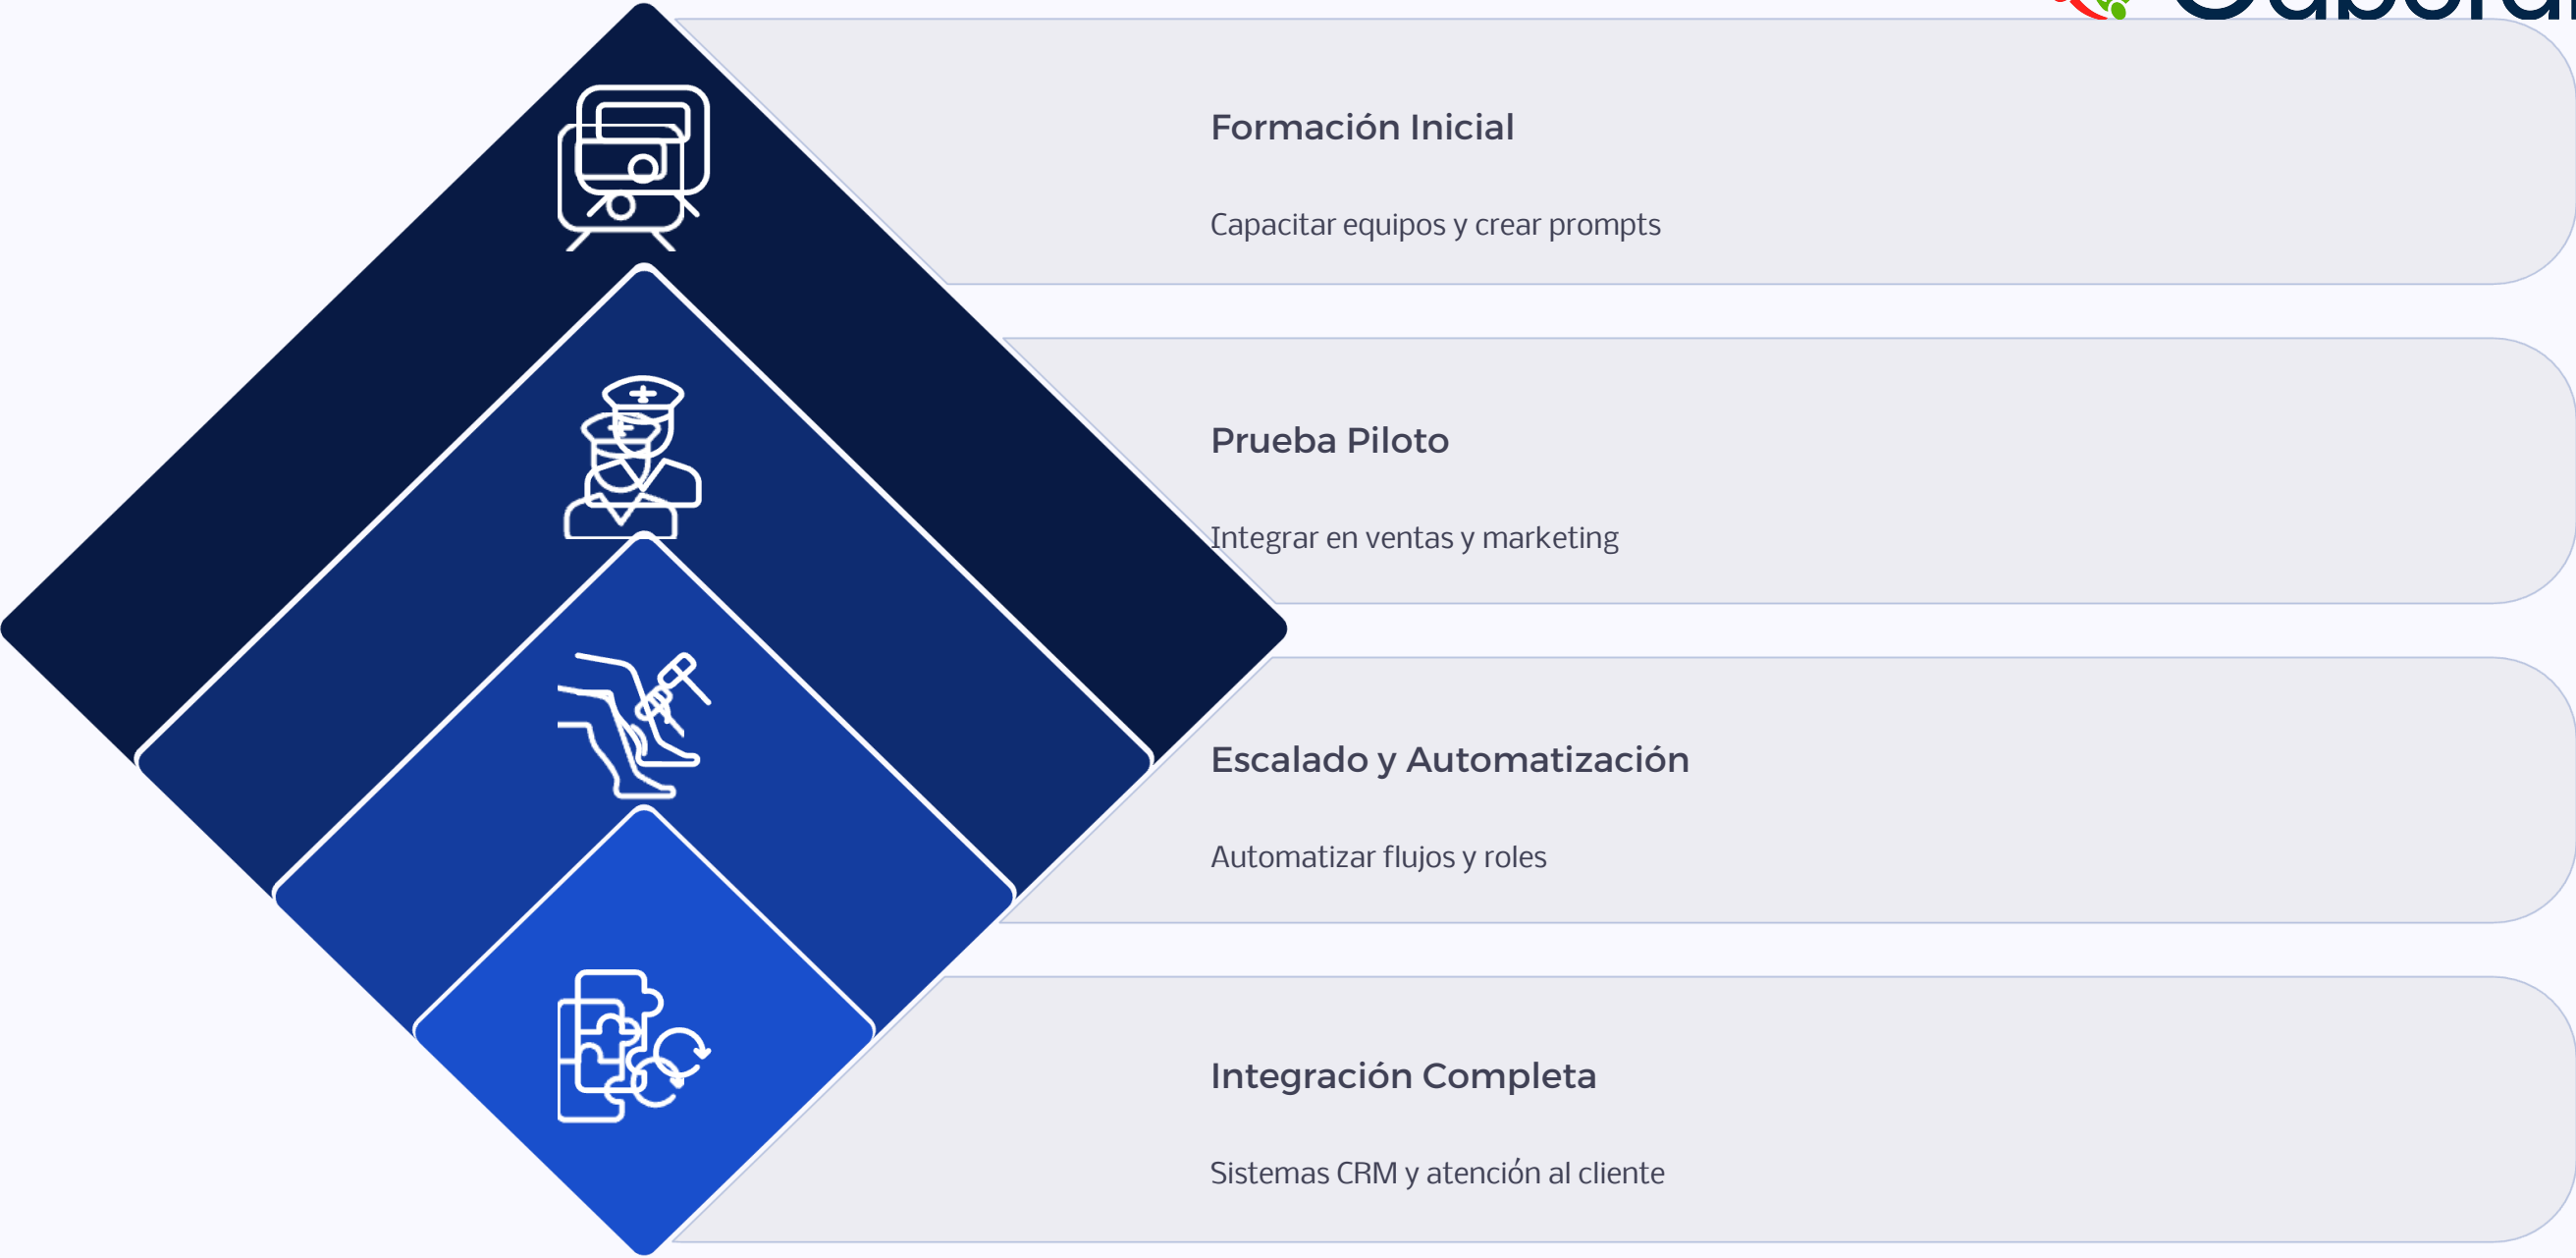 Formación Inicial
Capacitar equipos y crear prompts
Prueba Piloto
Integrar en ventas y marketing
Escalado y Automatización
Automatizar flujos y roles
Integración Completa
Sistemas CRM y atención al cliente